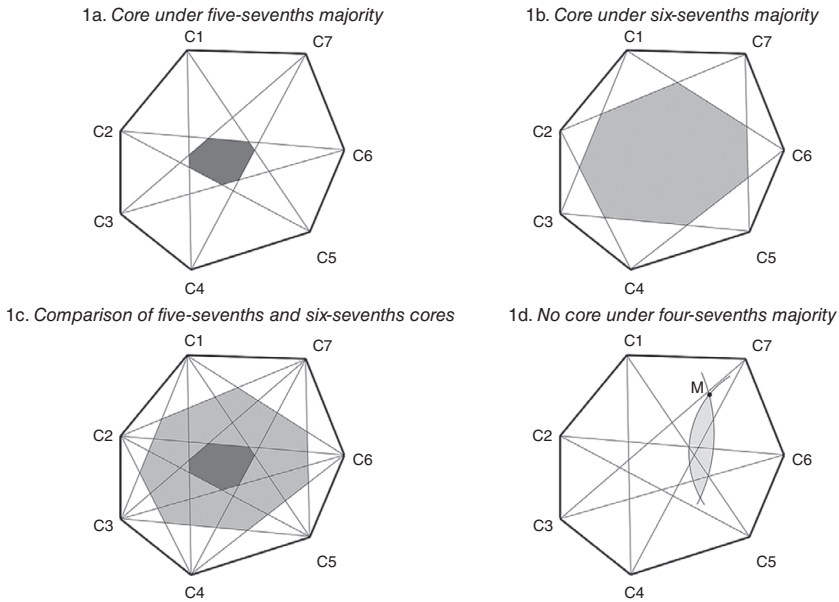 1a. Core under five-sevenths majority
C1
C7
C2
C6
C3
C5
C4
1b. Core under six-sevenths majority
C1
C7
C2
C6
C3
C5
C4
1c. Comparison of five-sevenths and six-sevenths cores
C1
C7
C2
C6
C3
C5
C4
1d. No core under four-sevenths majority
C1
C7
M
C2
C6
C3
C5
C4